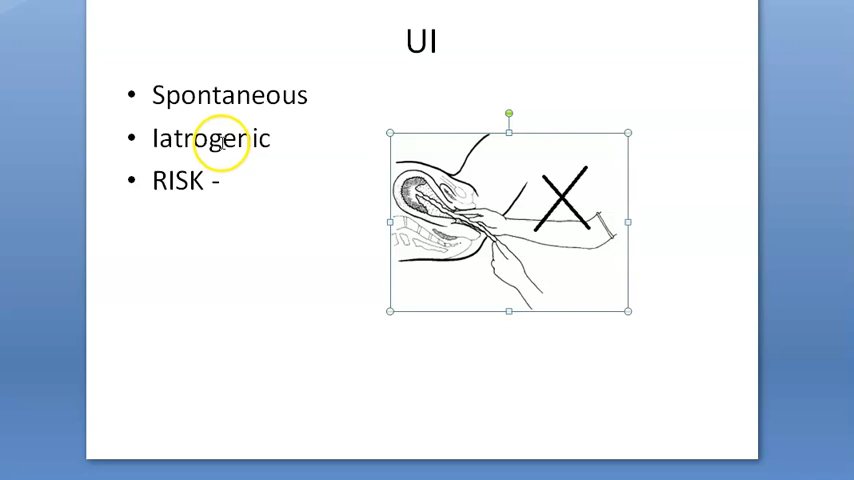 UI
• Spontaneous
• Iatrogenic
• RISK -